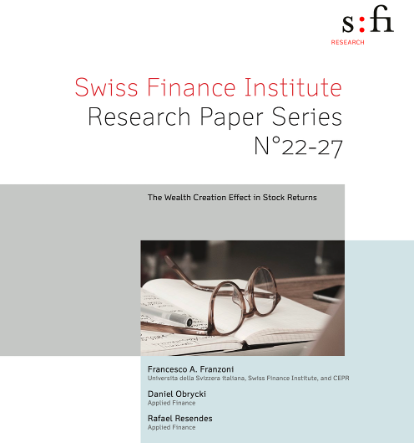 s:fi
RESEARCH
Swiss Finance Institute
Research Paper Series
N°22-27
The Wealth Creation Effect in Stock Returns
Francesco A. Franzoni
Universita della Svizzera italiana, Swiss Finance Institute, and CEPR
Daniel Obrycki
Applied Finance
Rafael Resendes
Applied Finance